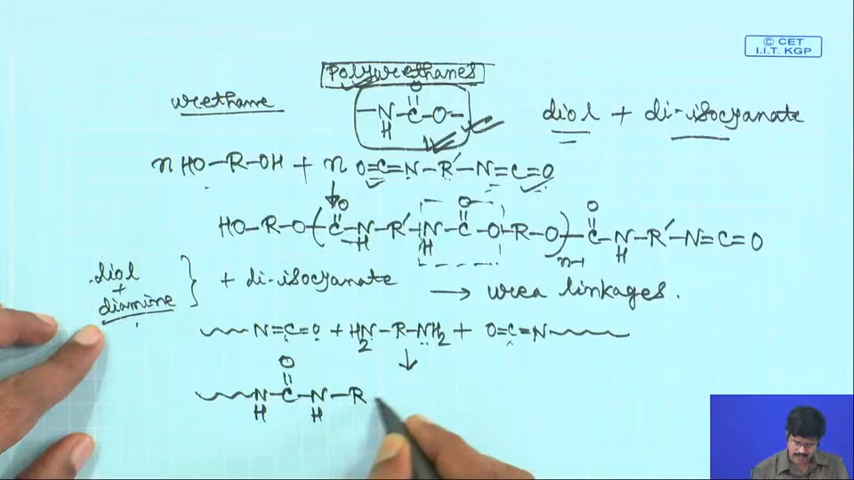 © CET
I.I.T. KGP
Polyurethanes
urethane
O
–N–C–O–
H
diol + di-isocyanate
n HO–R–OH + n O=C=N–R′–N=C=O
O O O
HO–R–O–(C–N–R′–N–C–O–R–O)–C–N–R′–N=C=O
H H n-1 H
diol
+
diamine
} + di-isocyanate → urea linkages.
N=C=O + H2N–R–NH2 + O=C=N
O
N–C–N–R
H H